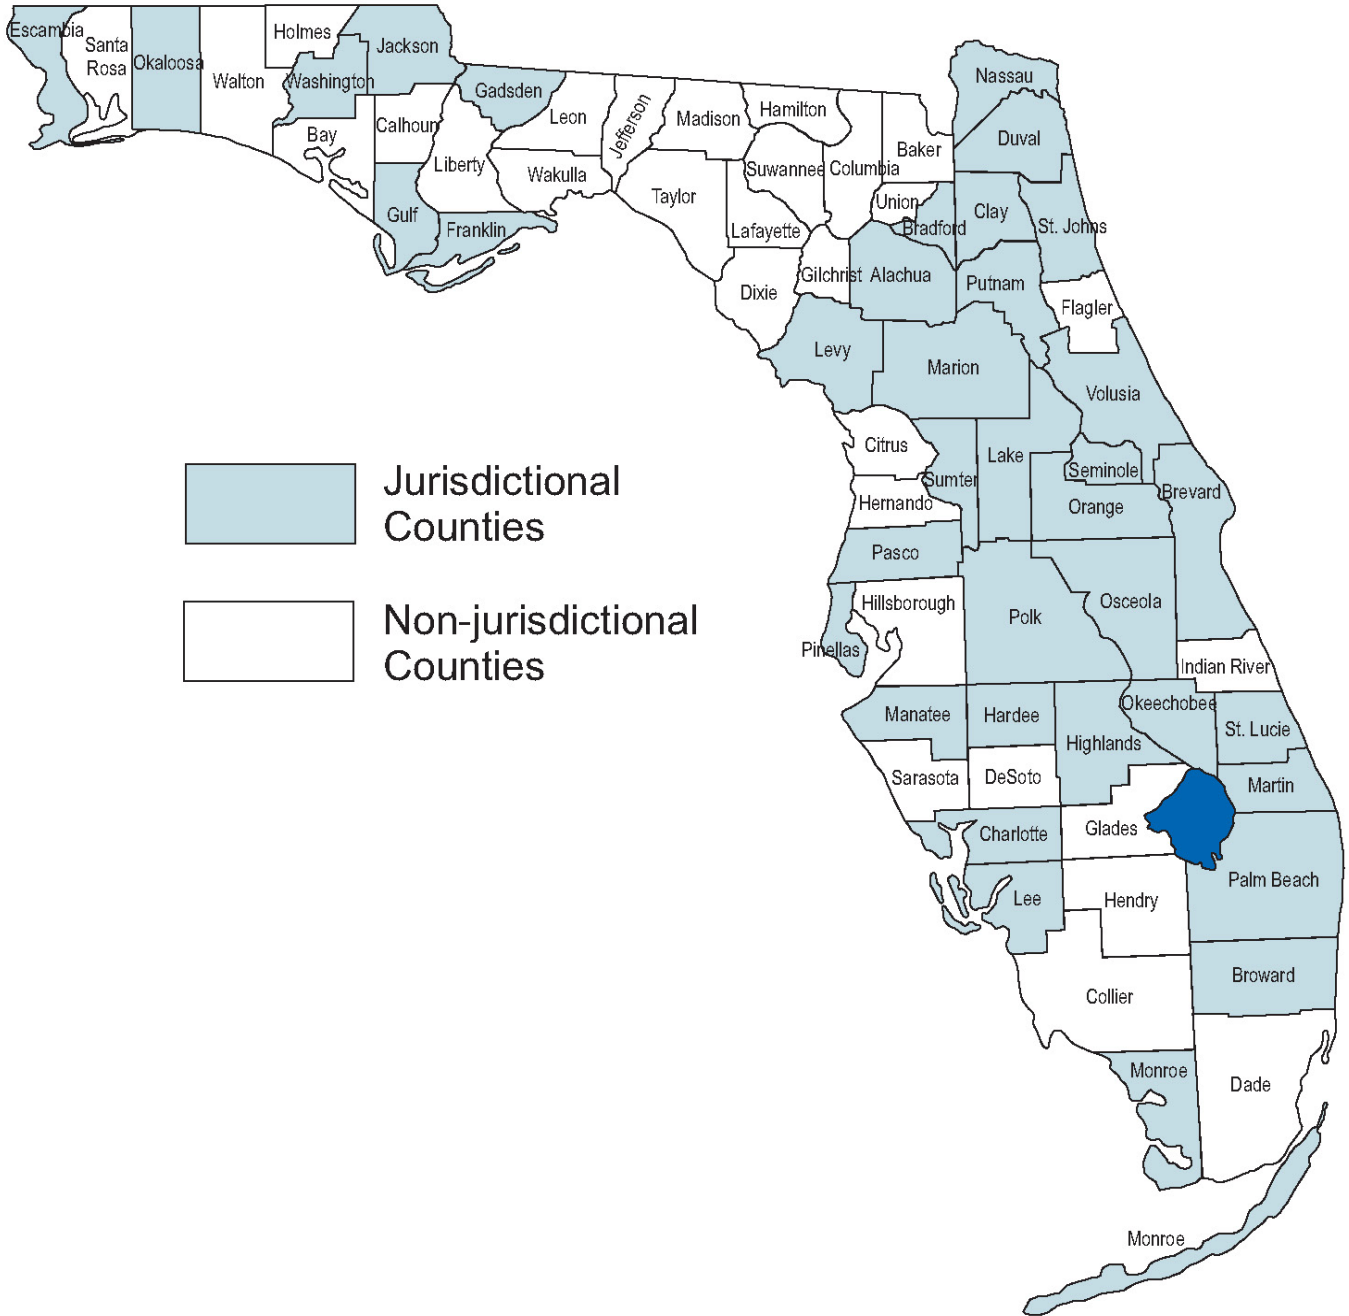 Escambia
Santa
Rosa
Okaloosa
Walton
Holmes
Washington
Jackson
Bay
Calhoun
Gulf
Gadsden
Liberty
Franklin
Leon
Wakulla
Jefferson
Madison
Taylor
Hamilton
Suwannee
Lafayette
Dixie
Columbia
Gilchrist
Baker
Union
Bradford
Alachua
Nassau
Duval
Clay
St. Johns
Putnam
Flagler
Levy
Marion
Volusia
Citrus
Sumter
Lake
Seminole
Orange
Brevard
Hernando
Pasco
Hillsborough
Pinellas
Polk
Osceola
Indian River
Jurisdictional
Counties
Non-jurisdictional
Counties
Manatee
Hardee
Highlands
Okeechobee
St. Lucie
Sarasota
DeSoto
Martin
Charlotte
Glades
Lee
Hendry
Palm Beach
Collier
Broward
Monroe
Dade
Monroe